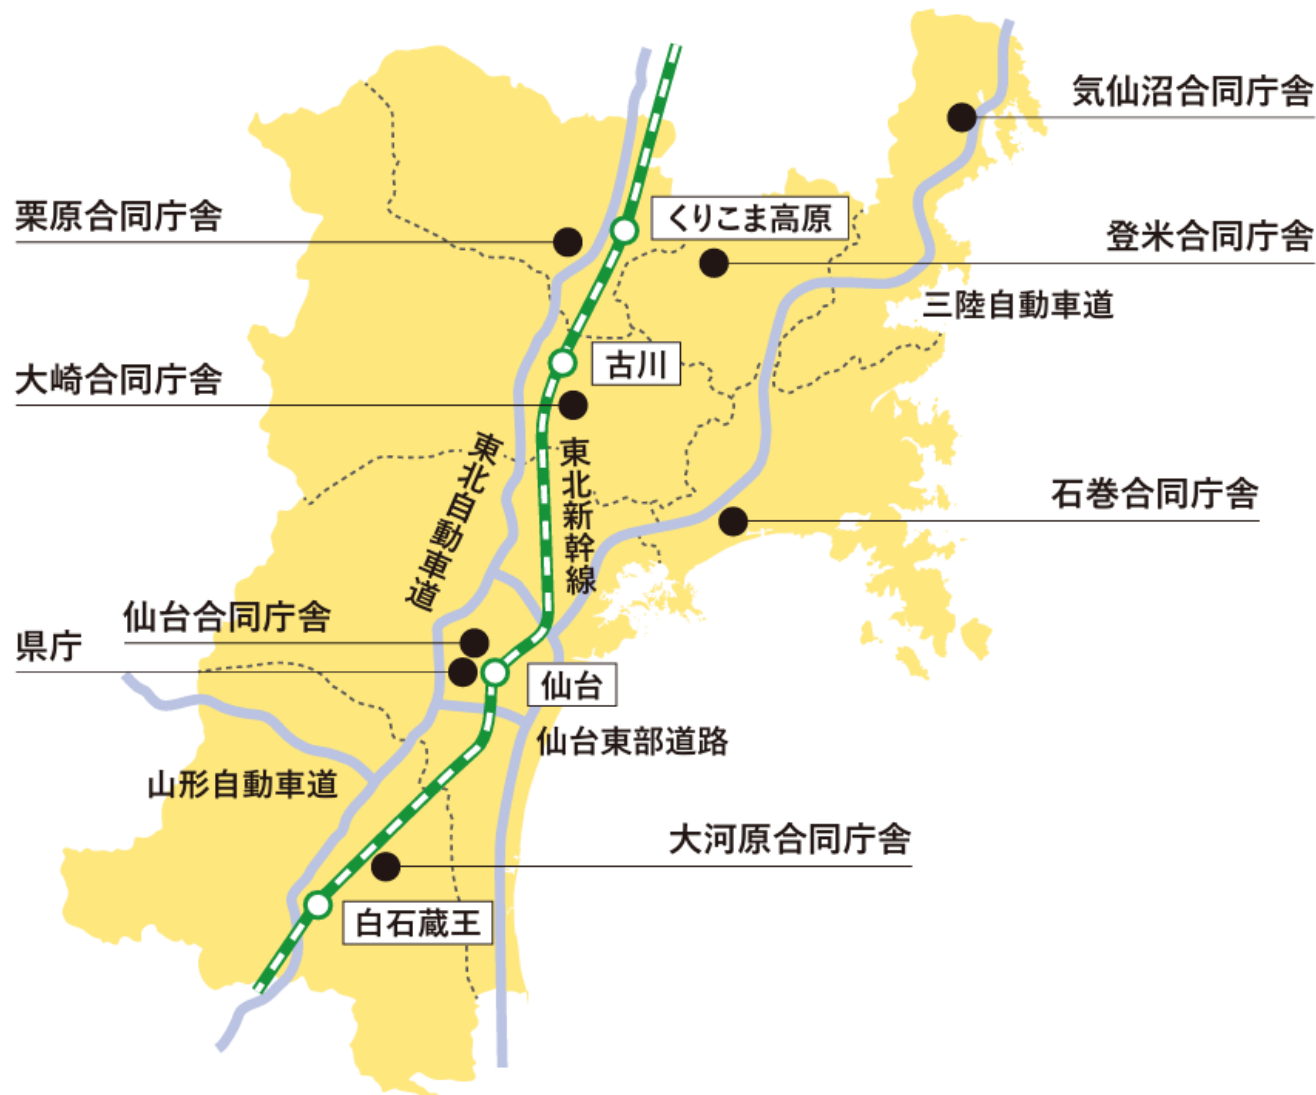 気仙沼合同庁舎
栗原合同庁舎
くりこま高原
登米合同庁舎
三陸自動車道
古川
大崎合同庁舎
東北自動車道
東北新幹線
石巻合同庁舎
仙台合同庁舎
県庁
仙台
仙台東部道路
山形自動車道
大河原合同庁舎
白石蔵王